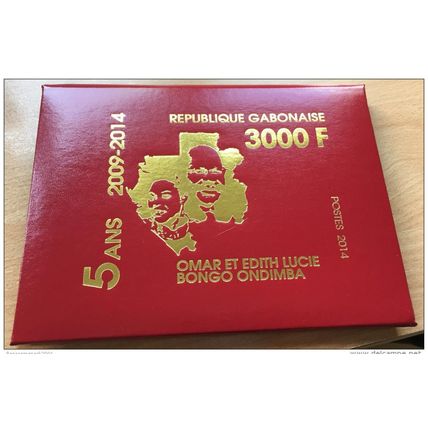 REPUBLIQUE GABONAISE
3000 F
5 ANS 2009-2014
POSTES 2014
OMAR ET EDITH LUCIE
BONGO ONDIMBA
www.delcampe.net